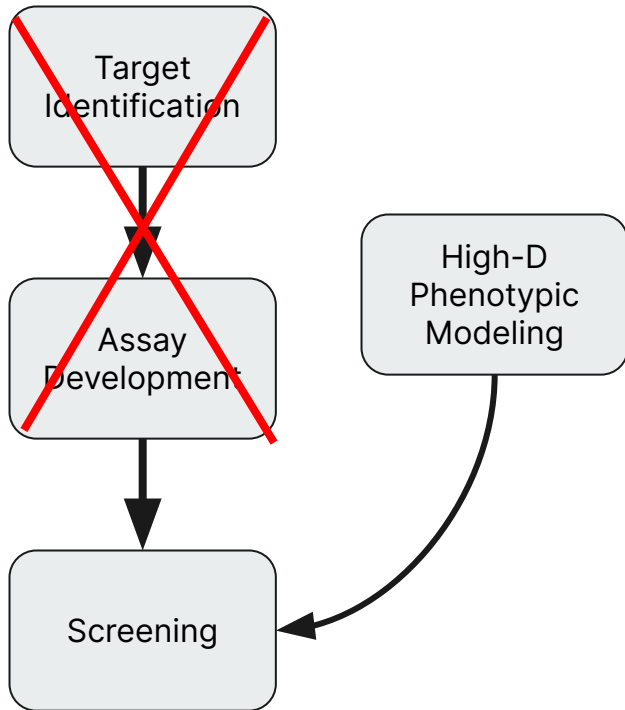 Target
Identification
Assay
Development
High-D
Phenotypic
Modeling
Screening